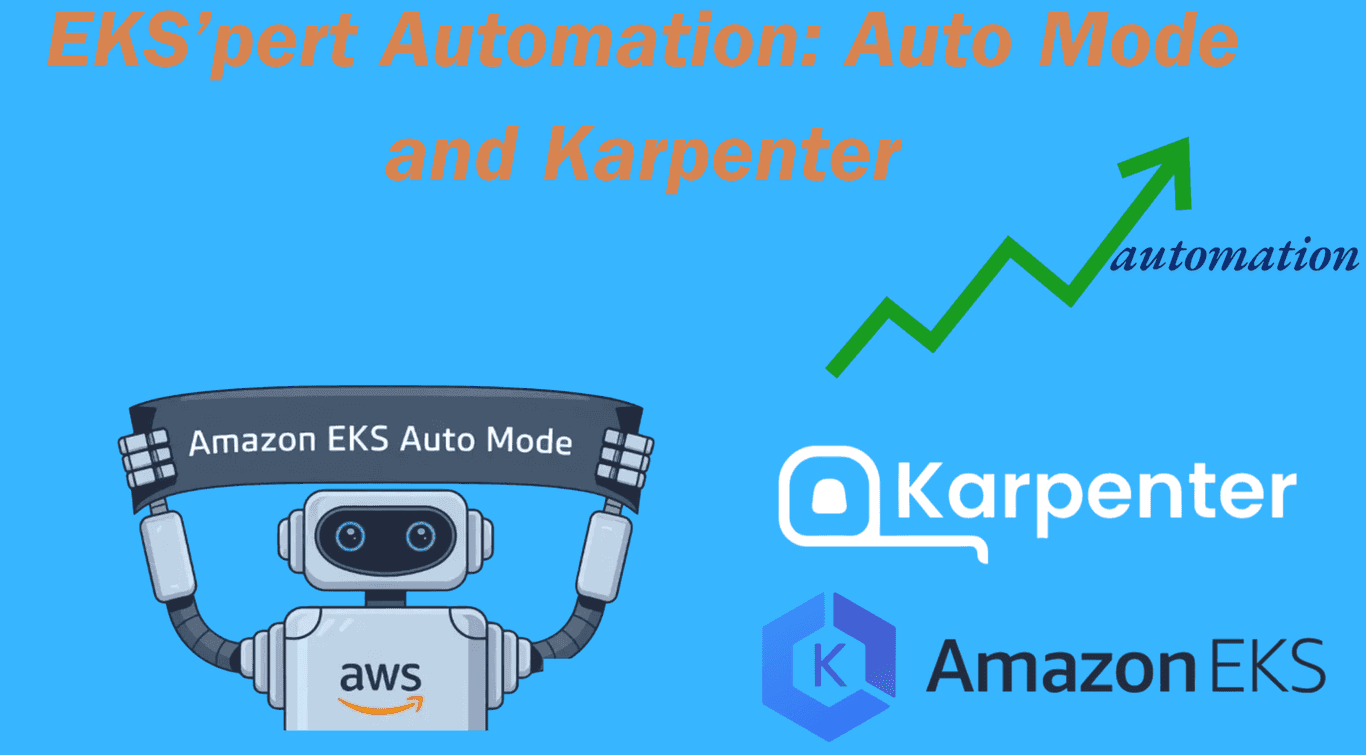 EKS’pert Automation: Auto Mode
and Karpenter
automation
Amazon EKS Auto Mode
Karpenter
aws
K
Amazon EKS